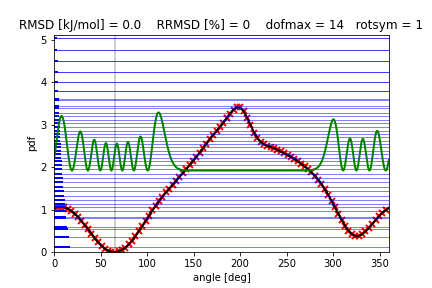 RMSD [kJ/mol] = 0.0    RRMSD [%] = 0    dofmax = 14   rotsym = 1
5
4
3
2
1
0
pdf
0 50 100 150 200 250 300 350
angle [deg]